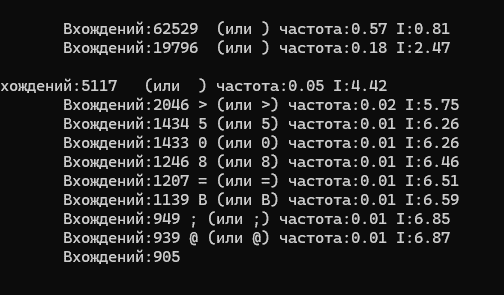 Вхождений:62529  (или ) частота:0.57 I:0.81
Вхождений:19796  (или ) частота:0.18 I:2.47
хождений:5117   (или  ) частота:0.05 I:4.42
Вхождений:2046 > (или >) частота:0.02 I:5.75
Вхождений:1434 5 (или 5) частота:0.01 I:6.26
Вхождений:1433 0 (или 0) частота:0.01 I:6.26
Вхождений:1246 8 (или 8) частота:0.01 I:6.46
Вхождений:1207 = (или =) частота:0.01 I:6.51
Вхождений:1139 B (или B) частота:0.01 I:6.59
Вхождений:949 ; (или ;) частота:0.01 I:6.85
Вхождений:939 @ (или @) частота:0.01 I:6.87
Вхождений:905